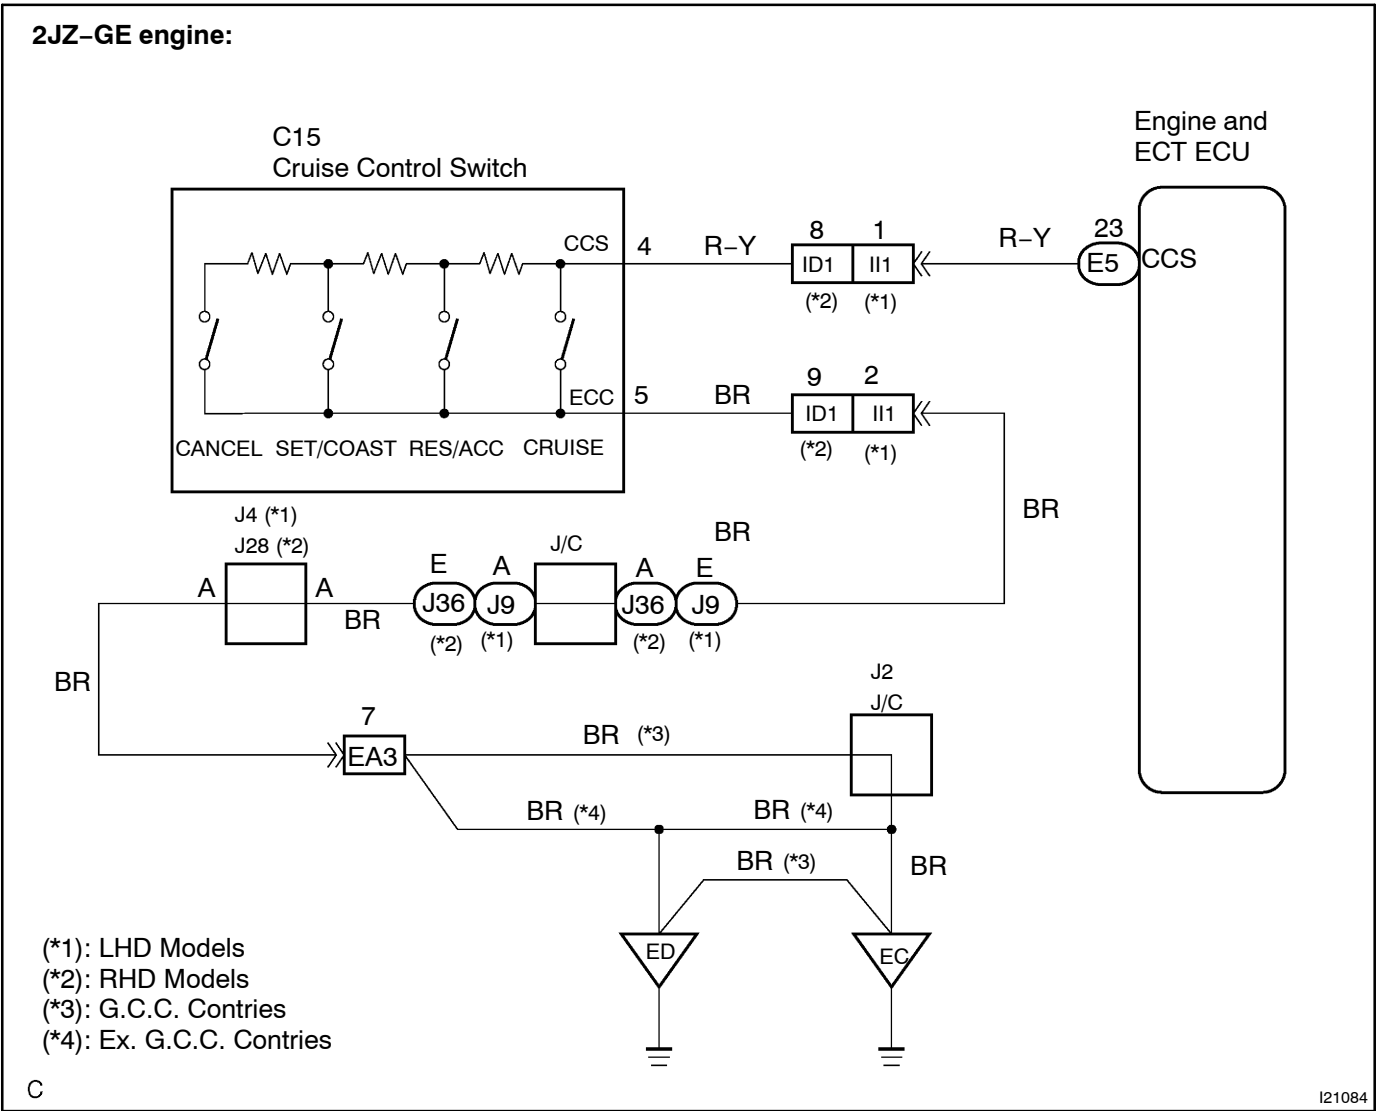 2JZ–GE engine:
C15
Cruise Control Switch
Engine and
ECT ECU
CCS
4
R–Y
8
1
ID1
II1
(*2)
(*1)
R–Y
23
E5
CCS
ECC
5
BR
9
2
ID1
II1
(*2)
(*1)
CANCEL
SET/COAST
RES/ACC
CRUISE
BR
J4 (*1)
J28 (*2)
A
A
BR
E
A
J36
J9
(*2)
(*1)
J/C
A
E
J36
J9
(*2)
(*1)
BR
BR
7
EA3
BR (*3)
J2
J/C
BR (*4)
BR (*4)
BR (*3)
BR
ED
EC
(*1): LHD Models
(*2): RHD Models
(*3): G.C.C. Contries
(*4): Ex. G.C.C. Contries
C
I21084